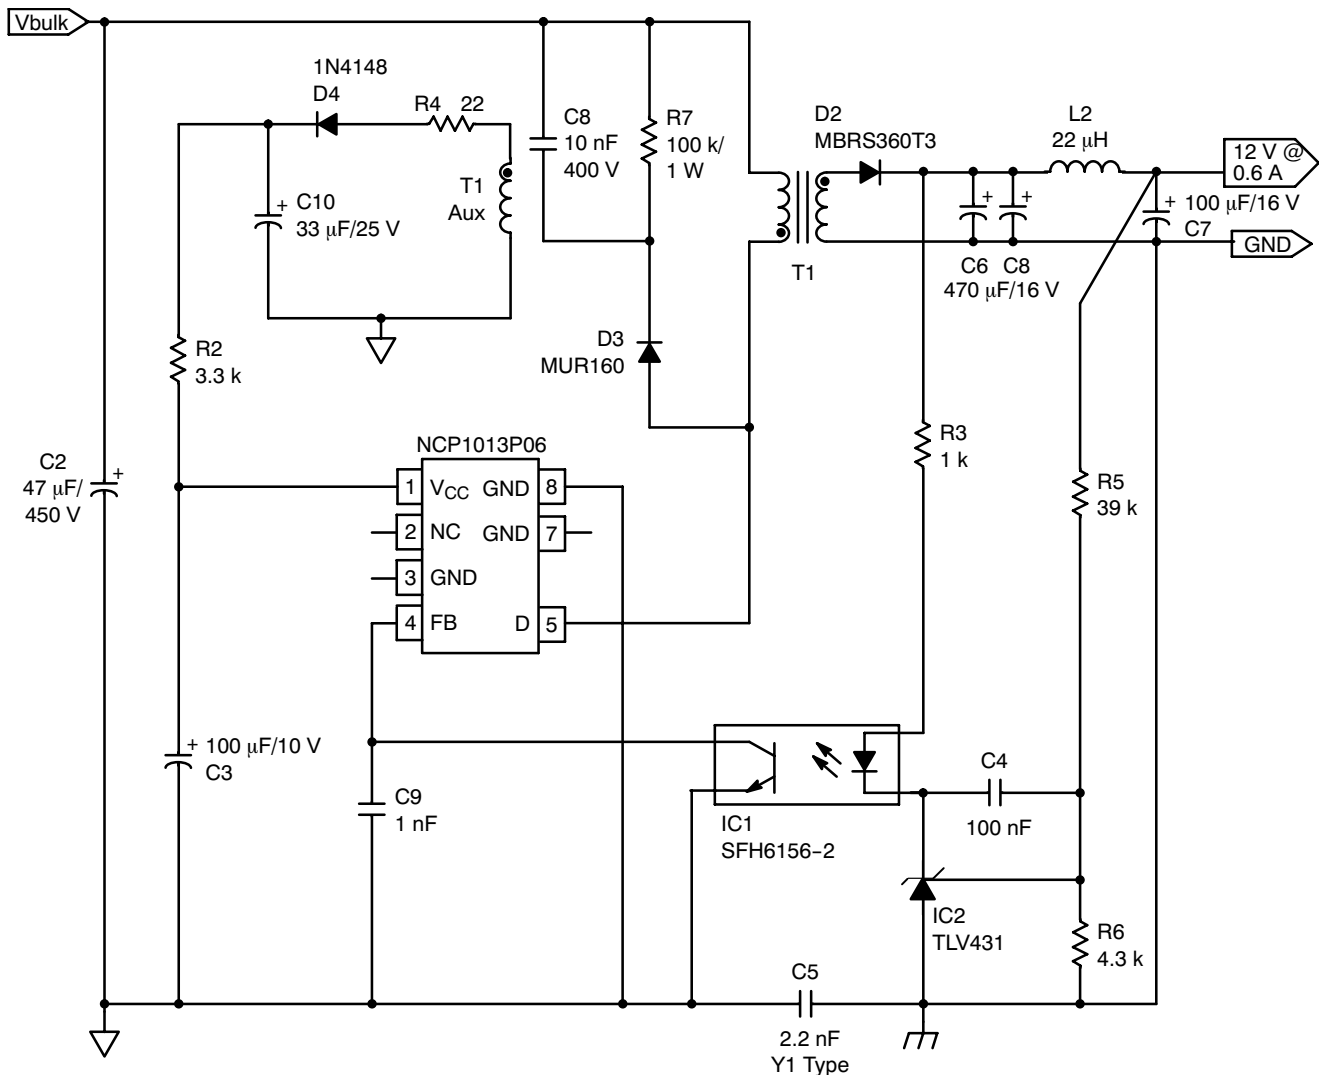 Vbulk
1N4148
D4
R4 22
C8
10 nF
400 V
R7
100 k/
1 W
D2
MBRS360T3
L2
22 μH
12 V @
0.6 A
T1
Aux
+ C10
33 μF/25 V
+
+
+ 100 μF/16 V
C7
GND
T1
C6 C8
470 μF/16 V
R2
3.3 k
D3
MUR160
R3
1 k
NCP1013P06
C2
47 μF/
450 V
+
1 VCC GND 8
2 NC GND 7
3 GND
4 FB D 5
R5
39 k
+ 100 μF/10 V
C3
C9
1 nF
IC1
SFH6156-2
C4
100 nF
IC2
TLV431
R6
4.3 k
C5
2.2 nF
Y1 Type